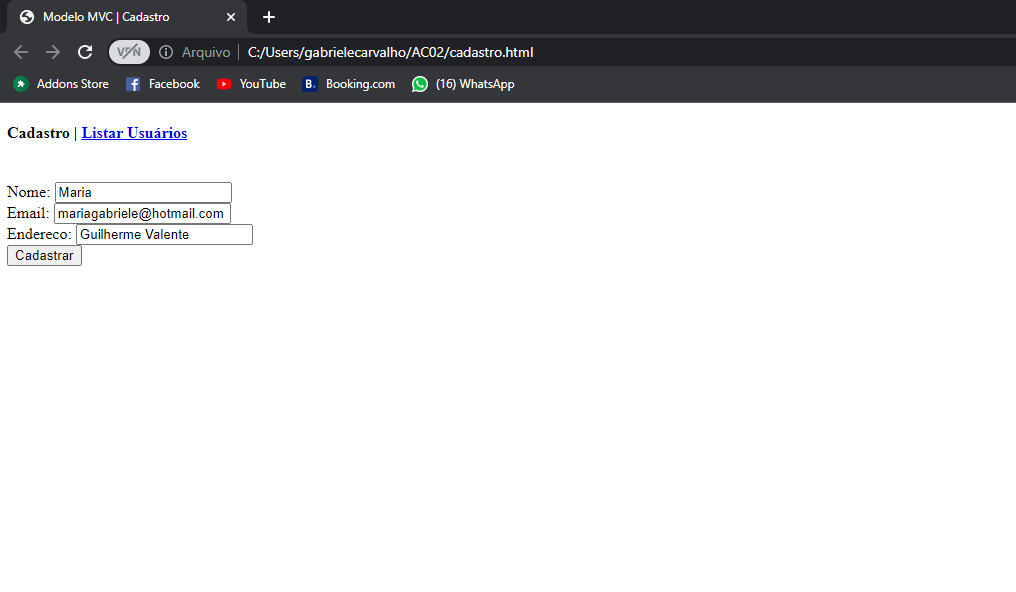 Modelo MVC | Cadastro
VPN Arquivo C:/Users/gabrielecarvalho/AC02/cadastro.html
Addons Store Facebook YouTube B. Booking.com (16) WhatsApp
Cadastro | Listar Usuários
Nome: Maria
Email: mariagabriele@hotmail.com
Endereco: Guilherme Valente
Cadastrar